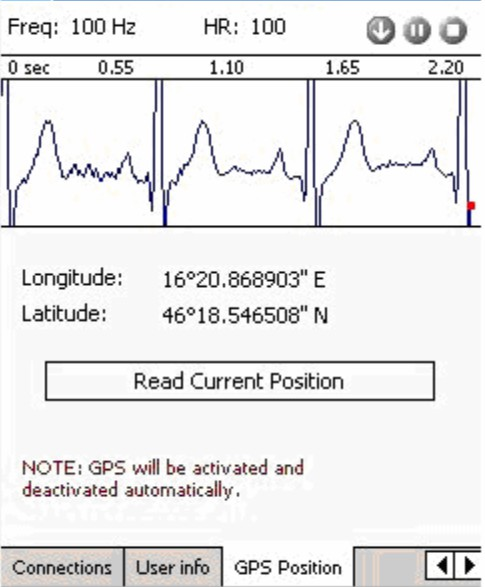 Freq: 100 Hz HR: 100
0 sec 0.55 1.10 1.65 2.20
Longitude: 16°20.868903" E
Latitude: 46°18.546508" N
Read Current Position
NOTE: GPS will be activated and
deactivated automatically.
Connections User info GPS Position